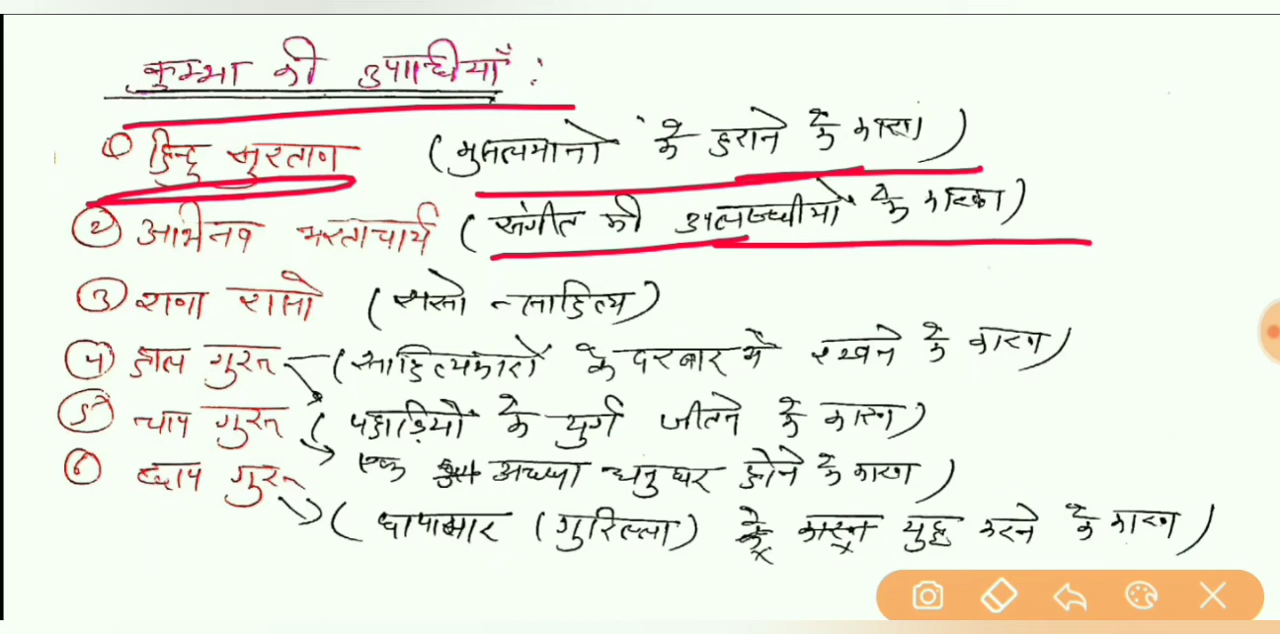 कुम्भा की उपाधीयाँ :
① हिन्दु सुरताण (मुसलमानो के हराने के कारण)
② अभिनव भरताचार्य (संगीत की उपलब्धीयों के कारण)
③ राणा रासो (रासो - साहित्य)
④ हाल गुरू (साहित्यकारों के दरबार में रखने के कारण)
⑤ चाप गुरू ( पहाड़ियों के दुर्ग जीतने के कारण)
⑥ छाप गुरू एक अच्छा धनुधर होने के कारण)
(छापामार (गुरिल्ला) के कारन युद्ध करने के कारण)